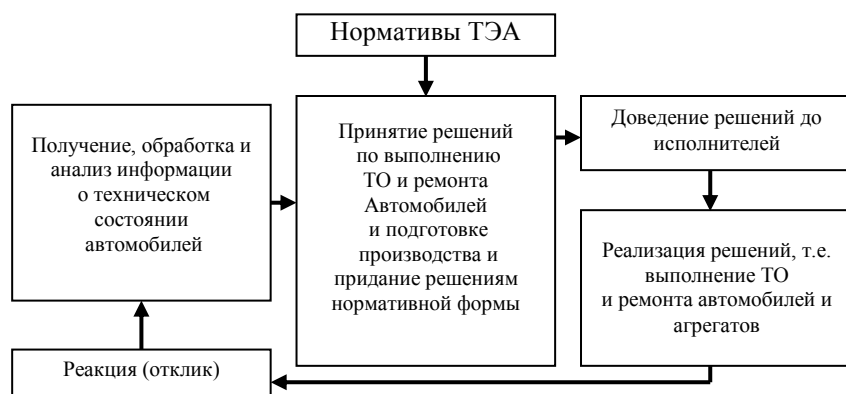 Нормативы ТЭА
Получение, обработка и
анализ информации
о техническом
состоянии
автомобилей
Принятие решений
по выполнению
ТО и ремонта
Автомобилей
и подготовке
производства и
придание решениям
нормативной формы
Доведение решений до
исполнителей
Реализация решений, т.е.
выполнение ТО
и ремонта автомобилей и
агрегатов
Реакция (отклик)